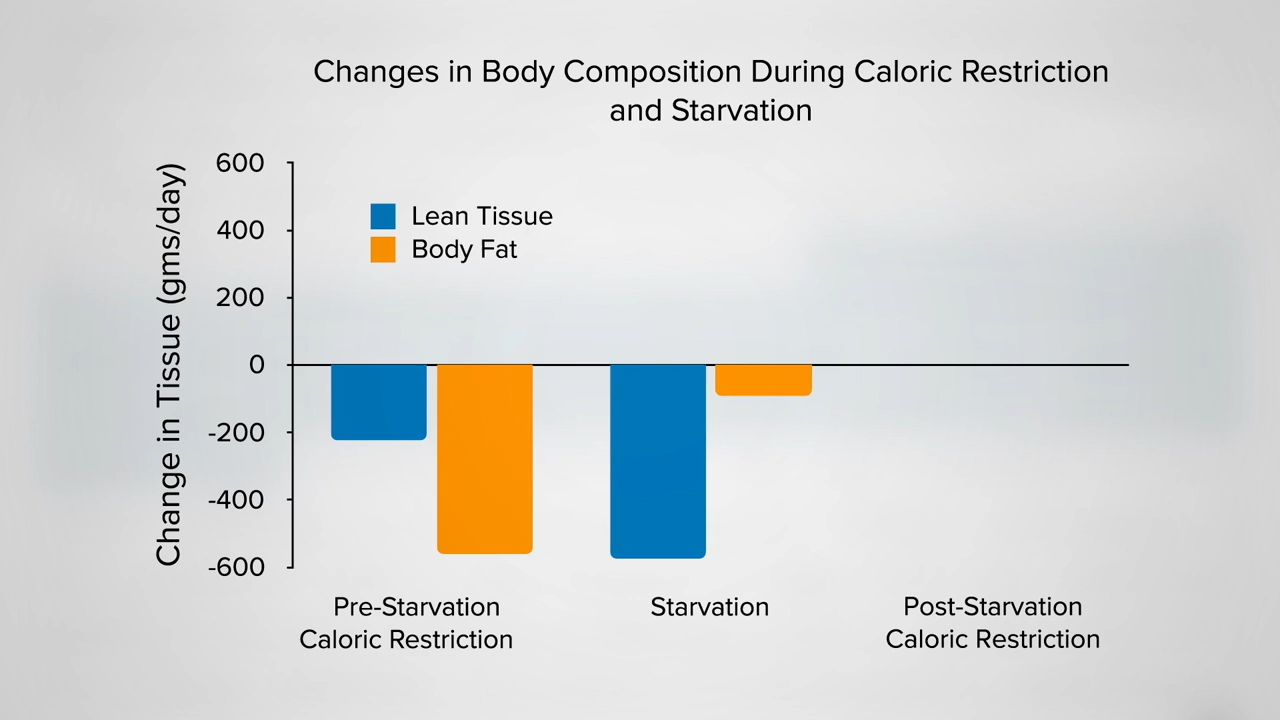 Changes in Body Composition During Caloric Restriction
and Starvation
Change in Tissue (gms/day)
600
400
200
0
-200
-400
-600
Lean Tissue
Body Fat
Pre-Starvation
Caloric Restriction
Starvation
Post-Starvation
Caloric Restriction